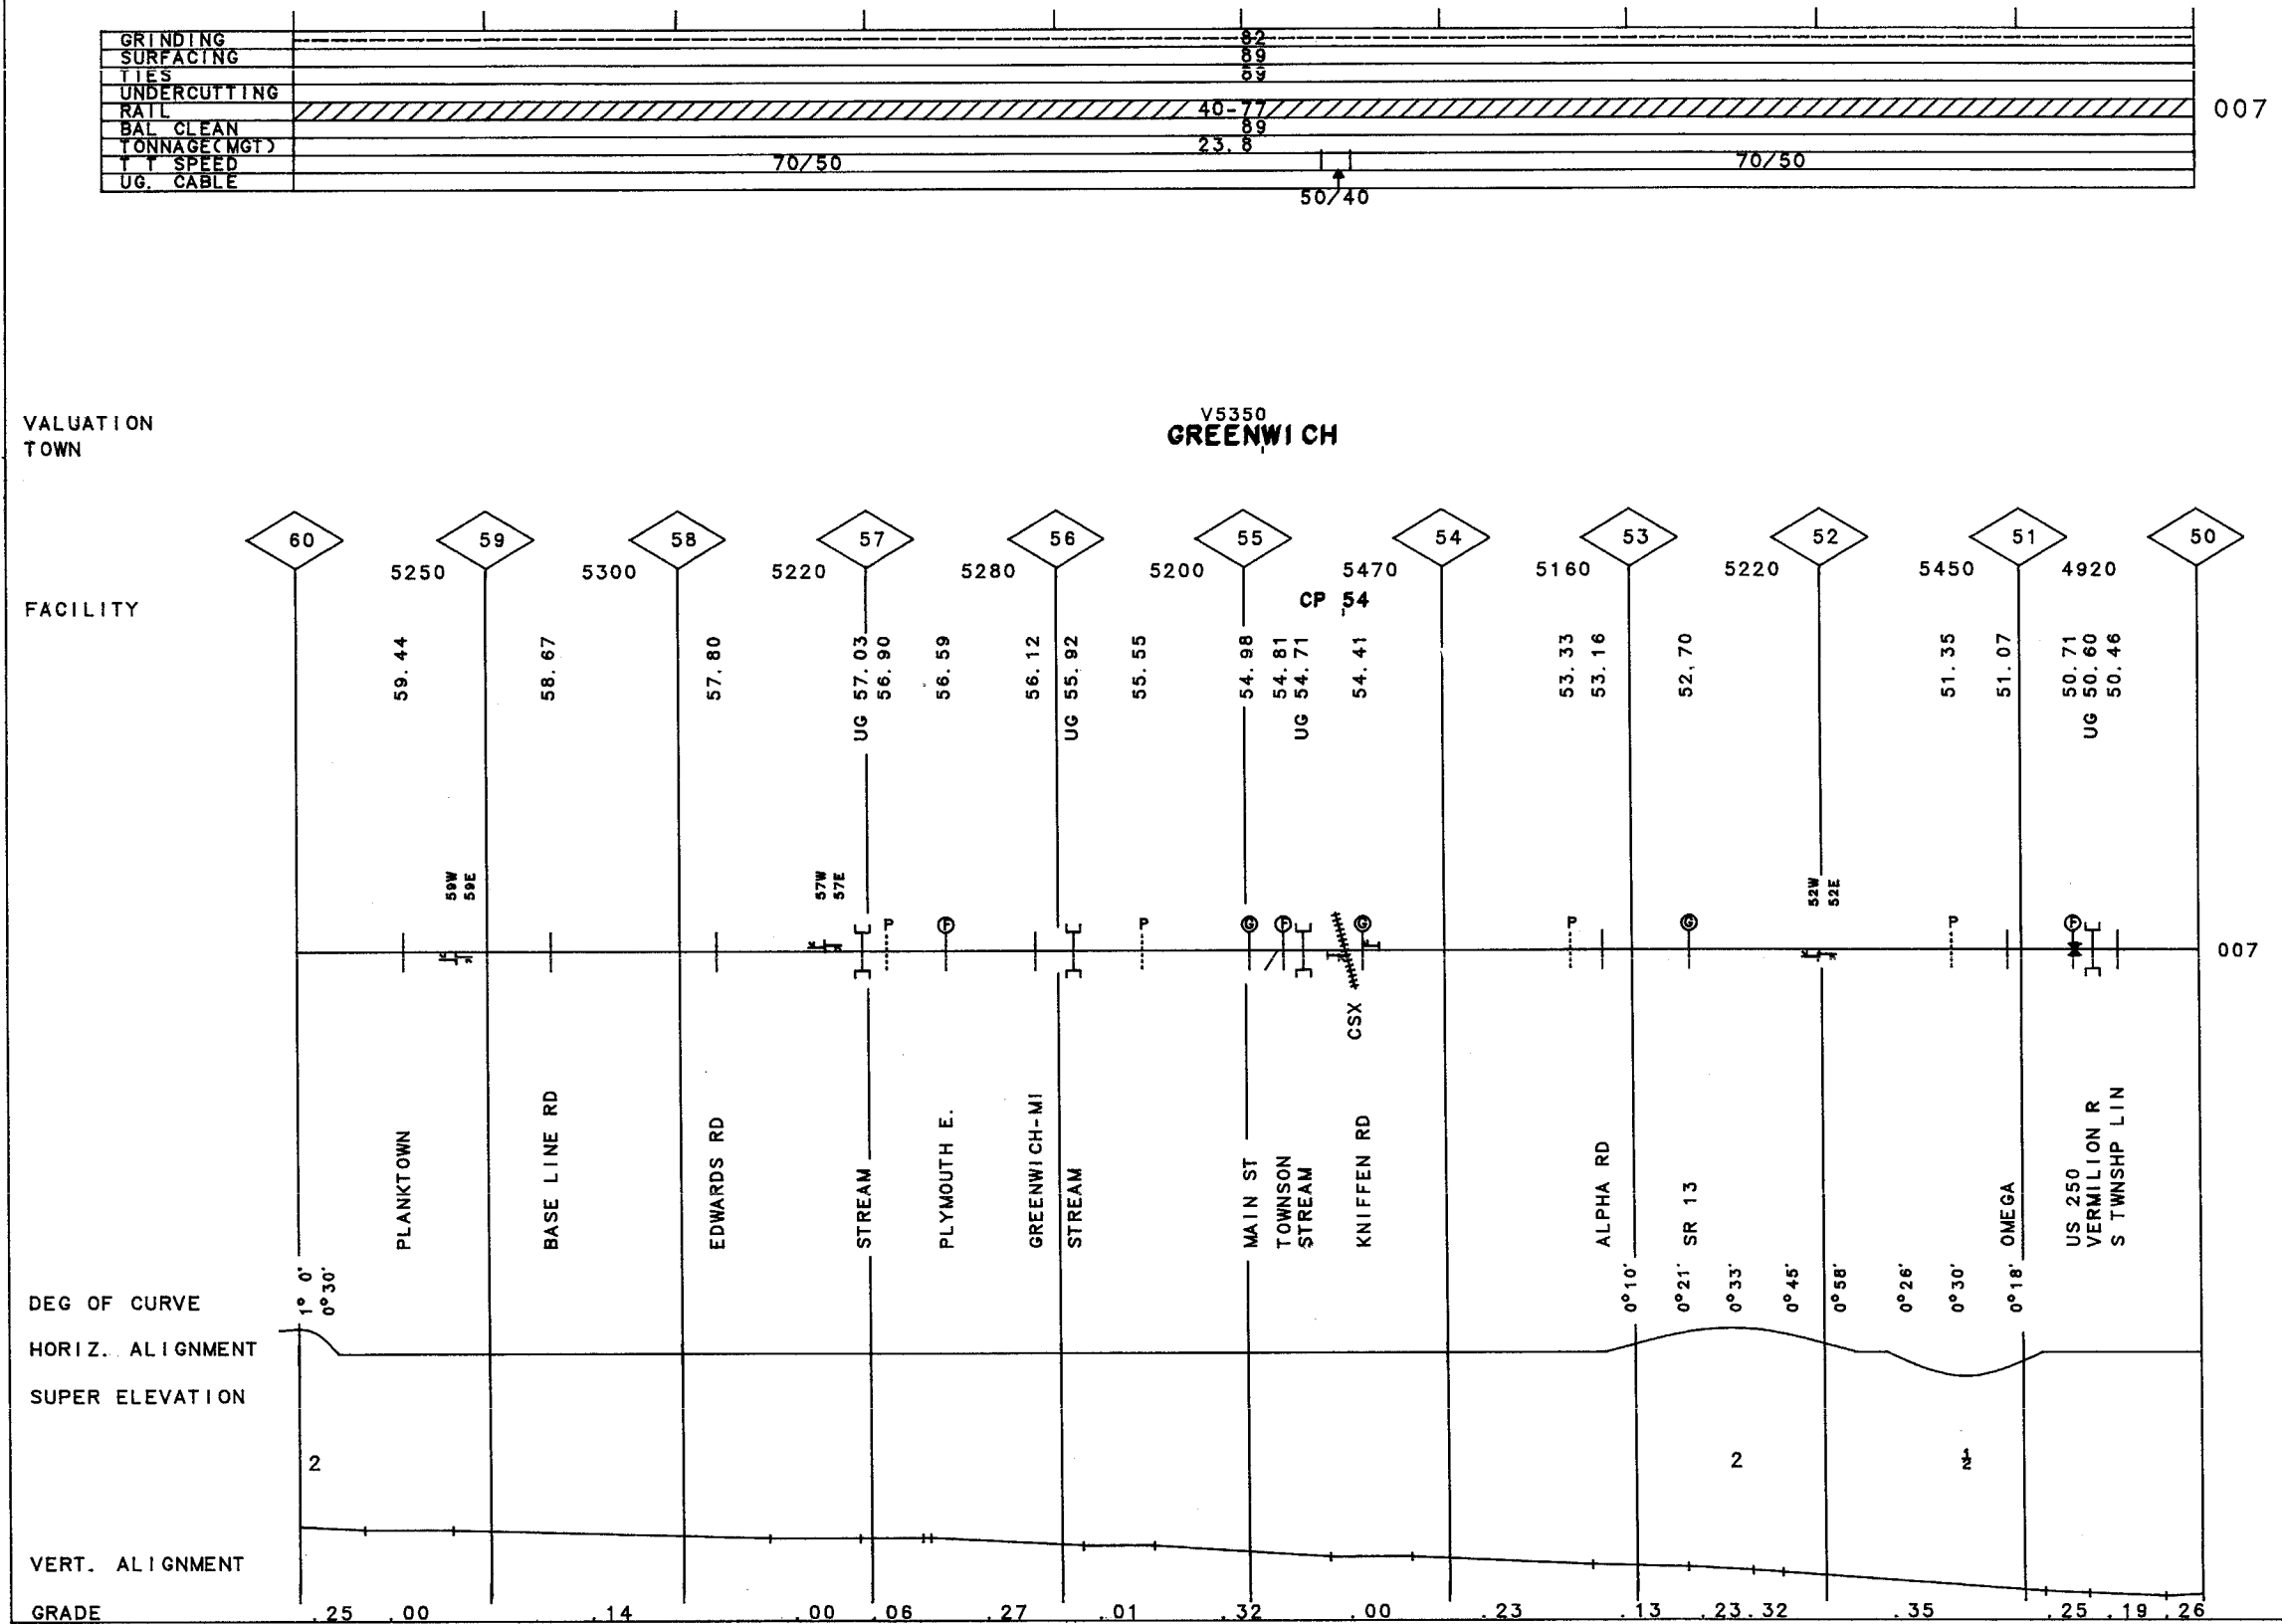 GRINDING 82
SURFACING 89
TIES 89
UNDERCUTTING
RAIL 40-77 007
BAL CLEAN 89
TONNAGE(MGT) 23.8
T T SPEED 70/50 70/50
UG. CABLE
50/40
VALUATION V5350
TOWN GREENWICH
60 59 58 57 56 55 54 53 52 51 50
5250 5300 5220 5280 5200 5470 5160 5220 5450 4920
FACILITY CP 54
59.44
58.67
57.80
UG 57.03
56.90
56.59
56.12
UG 55.92
55.55
54.98
54.81
UG 54.71
54.41
53.33
53.16
52.70
51.35
51.07
50.71
UG 50.60
50.46
59W
59E
57W
57E
52W
52E
P F P G F G P G P F
007
CSX
PLANKTOWN
BASE LINE RD
EDWARDS RD
STREAM
PLYMOUTH E.
GREENWICH-MI
STREAM
MAIN ST
TOWNSON
STREAM
KNIFFEN RD
ALPHA RD
SR 13
OMEGA
US 250
VERMILION R
S TWNSHP LIN
DEG OF CURVE 1° 0' 0°30' 0°10' 0°21' 0°33' 0°45' 0°58' 0°26' 0°30' 0°18'
HORIZ. ALIGNMENT
SUPER ELEVATION
2 2 ½
VERT. ALIGNMENT
GRADE .25 .00 .14 .00 .06 .27 .01 .32 .00 .23 .13 .23 .32 .35 .25 .19 .26